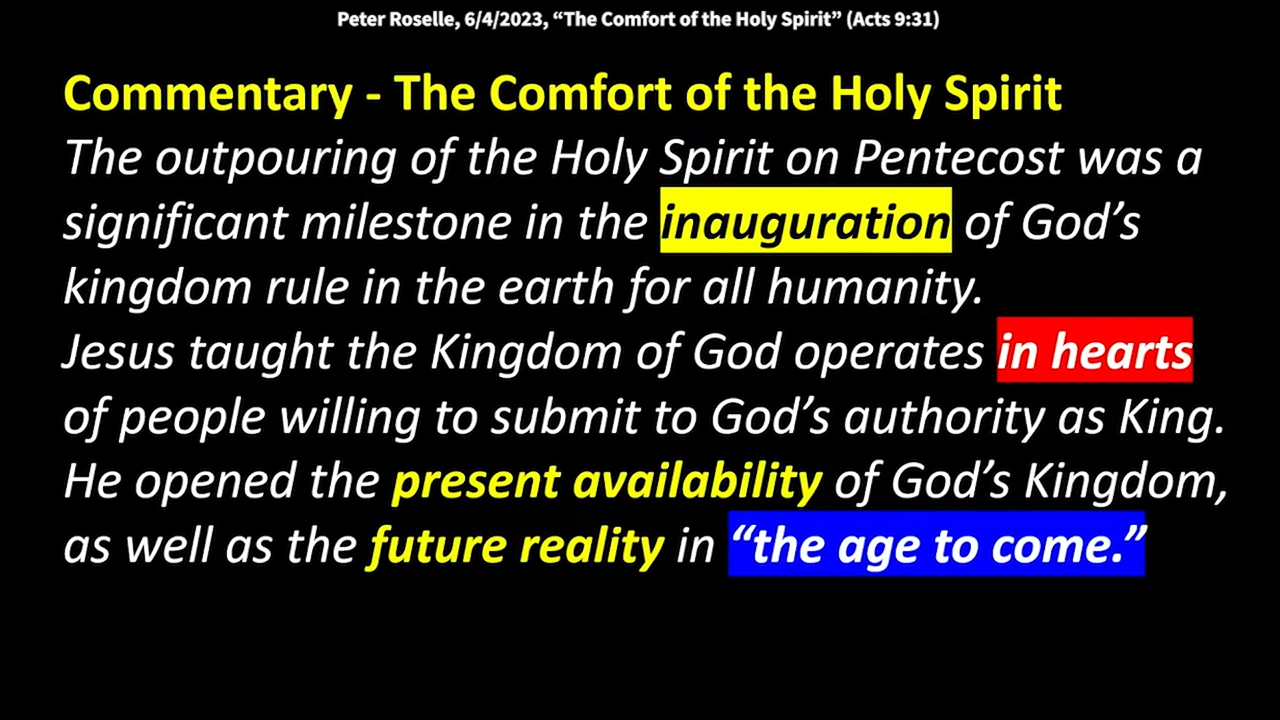 Peter Roselle, 6/4/2023, “The Comfort of the Holy Spirit” (Acts 9:31)
Commentary - The Comfort of the Holy Spirit
The outpouring of the Holy Spirit on Pentecost was a
significant milestone in the inauguration of God’s
kingdom rule in the earth for all humanity.
Jesus taught the Kingdom of God operates in hearts
of people willing to submit to God’s authority as King.
He opened the present availability of God’s Kingdom,
as well as the future reality in “the age to come.”